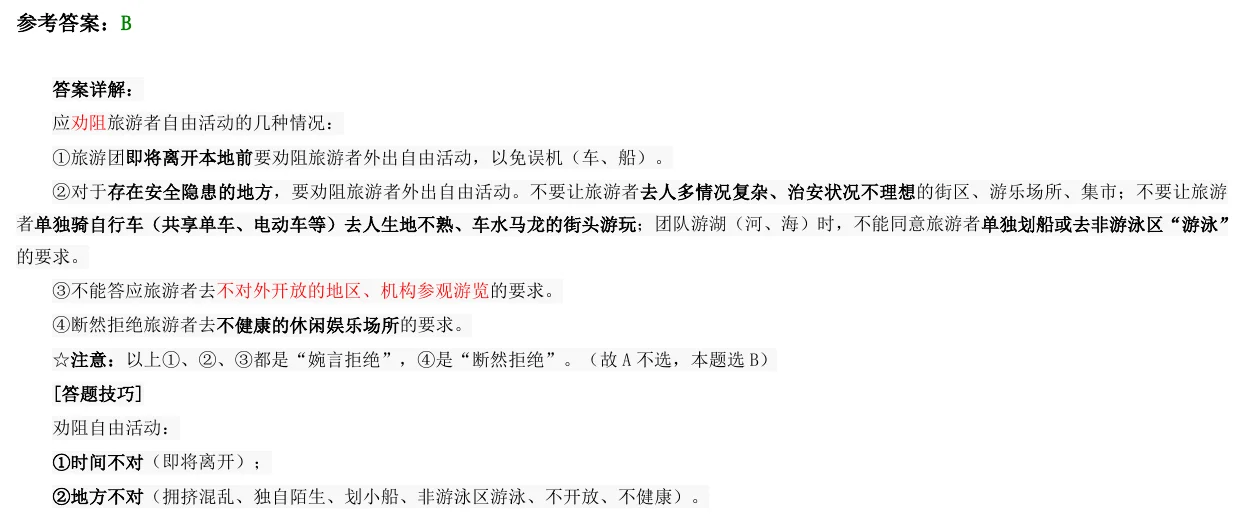 参考答案：B
答案详解：
应劝阻旅游者自由活动的几种情况：
①旅游团即将离开本地前要劝阻旅游者外出自由活动，以免误机（车、船）。
②对于存在安全隐患的地方，要劝阻旅游者外出自由活动。不要让旅游者去人多情况复杂、治安状况不理想的街区、游乐场所、集市；不要让旅游
者单独骑自行车（共享单车、电动车等）去人生地不熟、车水马龙的街头游玩；团队游湖（河、海）时，不能同意旅游者单独划船或去非游泳区“游泳”
的要求。
③不能答应旅游者去不对外开放的地区、机构参观游览的要求。
④断然拒绝旅游者去不健康的休闲娱乐场所的要求。
☆注意：以上①、②、③都是“婉言拒绝”，④是“断然拒绝”。（故 A 不选，本题选 B）
[答题技巧]
劝阻自由活动：
①时间不对（即将离开）；
②地方不对（拥挤混乱、独自陌生、划小船、非游泳区游泳、不开放、不健康）。